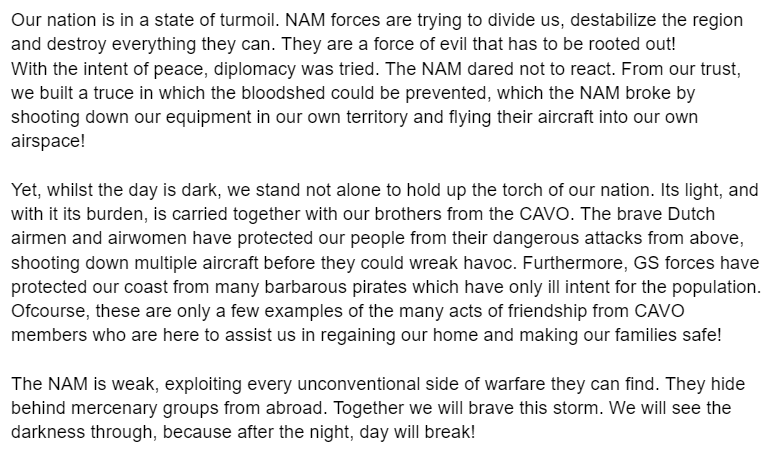 Our nation is in a state of turmoil. NAM forces are trying to divide us, destabilize the region
and destroy everything they can. They are a force of evil that has to be rooted out!
With the intent of peace, diplomacy was tried. The NAM dared not to react. From our trust,
we built a truce in which the bloodshed could be prevented, which the NAM broke by
shooting down our equipment in our own territory and flying their aircraft into our own
airspace!

Yet, whilst the day is dark, we stand not alone to hold up the torch of our nation. Its light, and
with it its burden, is carried together with our brothers from the CAVO. The brave Dutch
airmen and airwomen have protected our people from their dangerous attacks from above,
shooting down multiple aircraft before they could wreak havoc. Furthermore, GS forces have
protected our coast from many barbarous pirates which have only ill intent for the population.
Ofcourse, these are only a few examples of the many acts of friendship from CAVO
members who are here to assist us in regaining our home and making our families safe!

The NAM is weak, exploiting every unconventional side of warfare they can find. They hide
behind mercenary groups from abroad. Together we will brave this storm. We will see the
darkness through, because after the night, day will break!